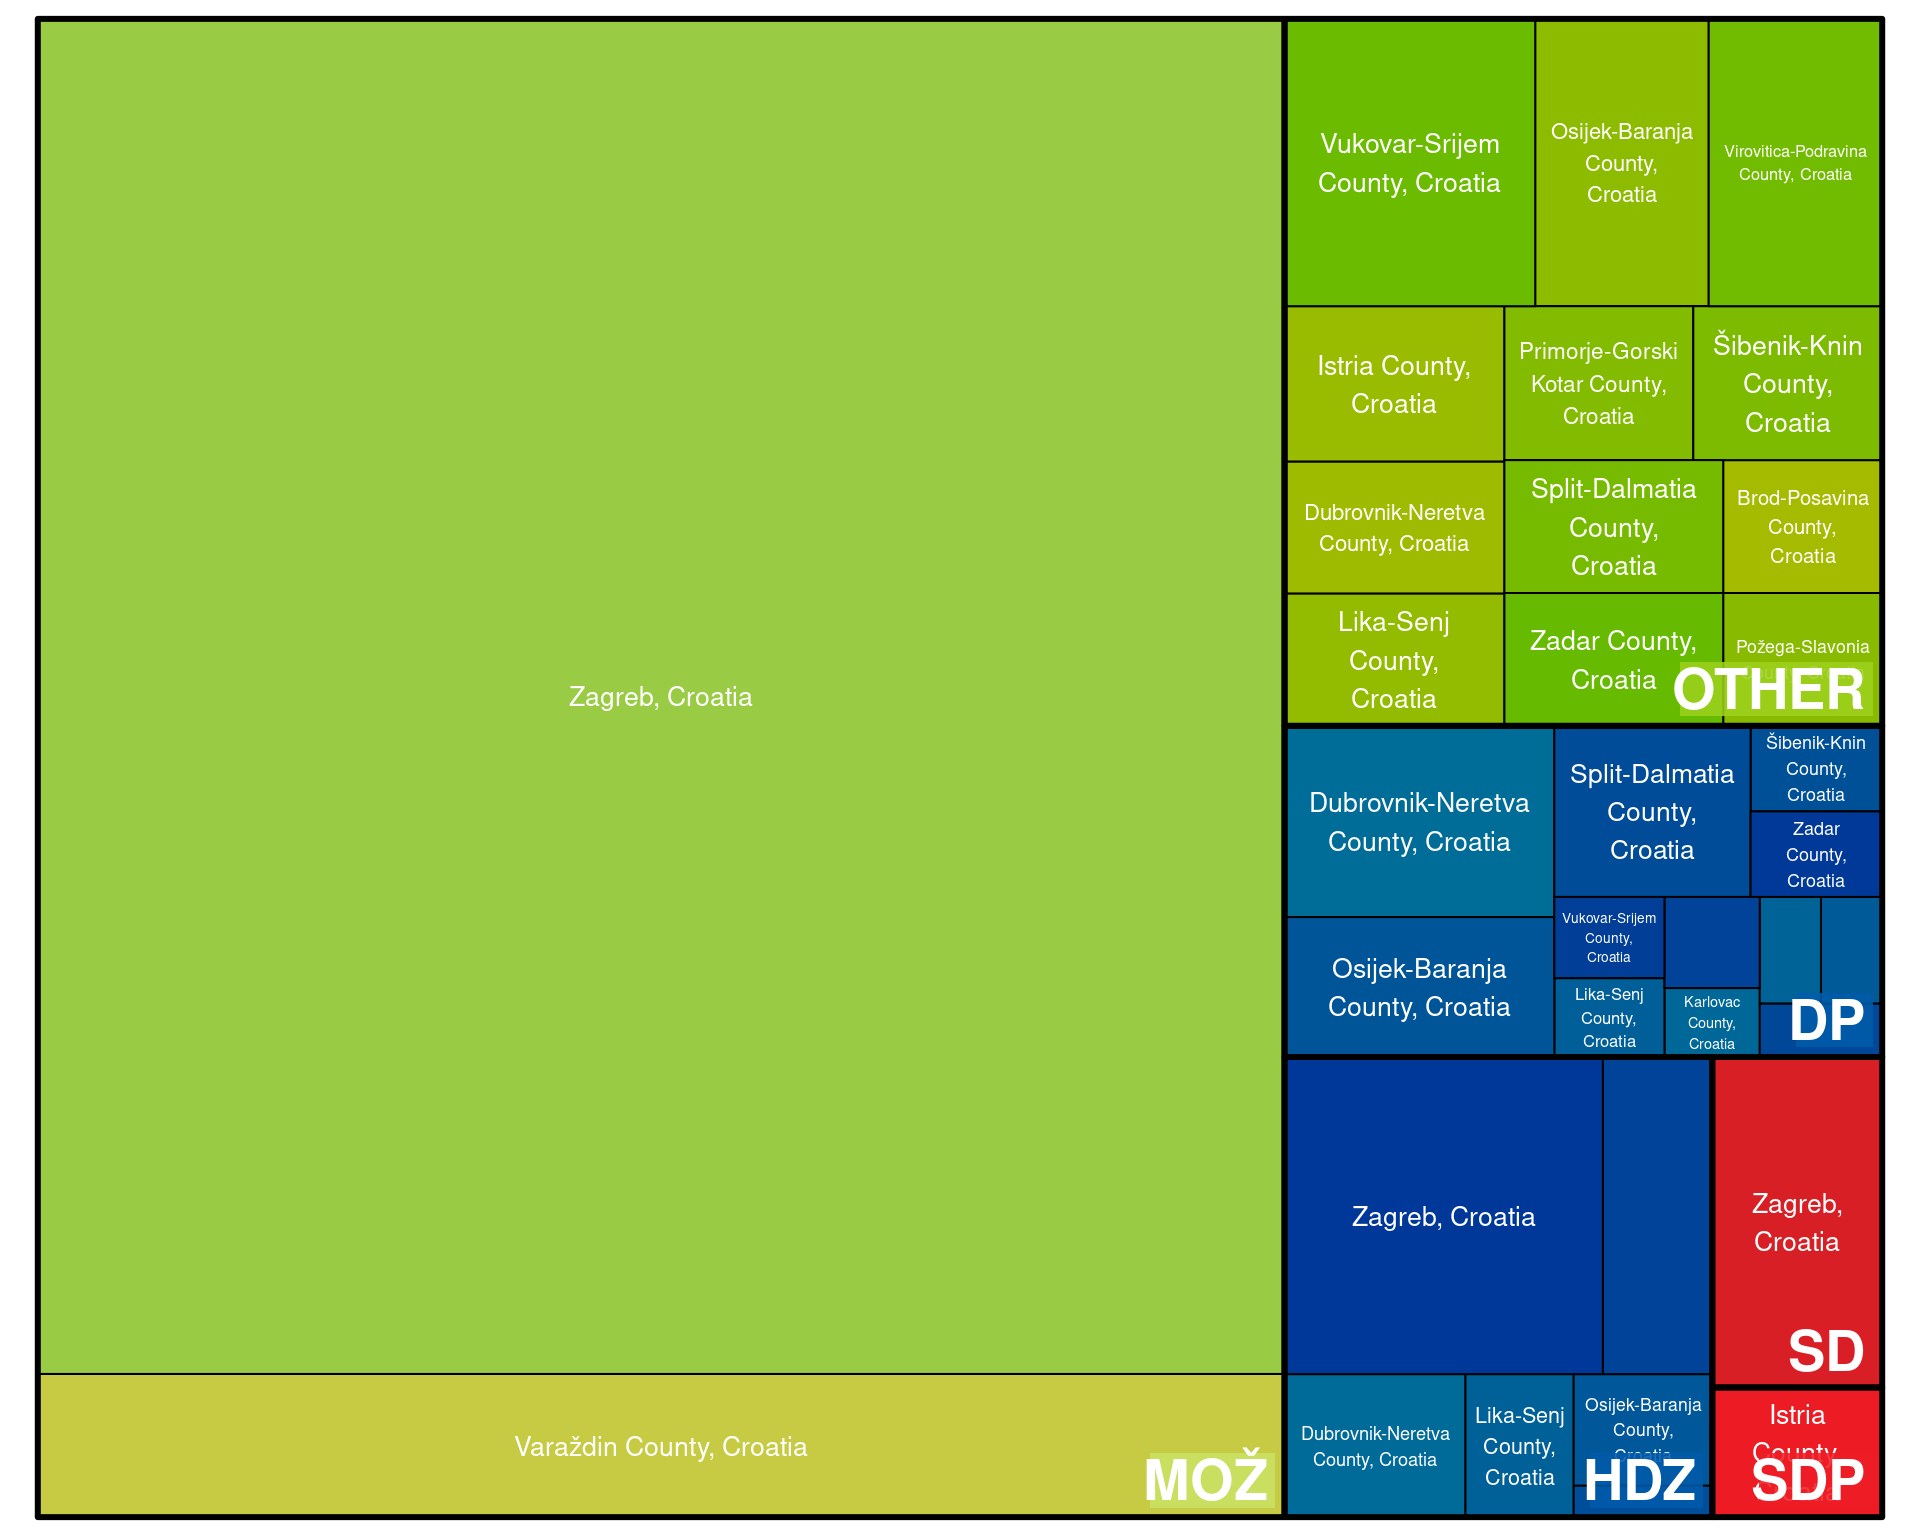 Zagreb, Croatia
Varaždin County, Croatia
MOŽ
Vukovar-Srijem
County, Croatia
Osijek-Baranja
County,
Croatia
Virovitica-Podravina
County, Croatia
Istria County,
Croatia
Primorje-Gorski
Kotar County,
Croatia
Šibenik-Knin
County,
Croatia
Dubrovnik-Neretva
County, Croatia
Split-Dalmatia
County,
Croatia
Brod-Posavina
County,
Croatia
Lika-Senj
County,
Croatia
Zadar County,
Croatia
Požega-Slavonia
OTHER
Dubrovnik-Neretva
County, Croatia
Split-Dalmatia
County,
Croatia
Šibenik-Knin
County,
Croatia
Zadar
County,
Croatia
Osijek-Baranja
County, Croatia
Vukovar-Srijem
County,
Croatia
Lika-Senj
County,
Croatia
Karlovac
County,
Croatia
DP
Zagreb, Croatia
Dubrovnik-Neretva
County, Croatia
Lika-Senj
County,
Croatia
Osijek-Baranja
County,
Croatia
HDZ
Zagreb,
Croatia
SD
Istria
County,
SDP